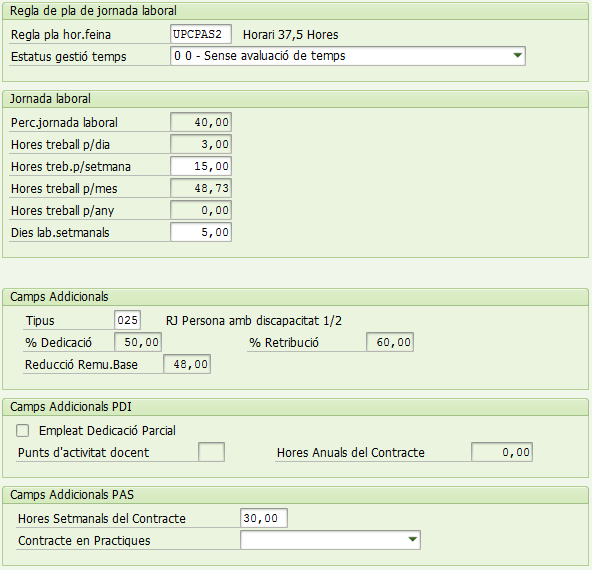 Regla de pla de jornada laboral
Regla pla hor.feina UPCPAS2 Horari 37,5 Hores
Estatus gestió temps 0 0 - Sense avaluació de temps
Jornada laboral
Perc.jornada laboral 40,00
Hores treball p/dia 3,00
Hores treb.p/setmana 15,00
Hores treball p/mes 48,73
Hores treball p/any 0,00
Dies lab.setmanals 5,00
Camps Addicionals
Tipus 025 RJ Persona amb discapacitat 1/2
% Dedicació 50,00 % Retribució 60,00
Reducció Remu.Base 48,00
Camps Addicionals PDI
Empleat Dedicació Parcial
Punts d'activitat docent Hores Anuals del Contracte 0,00
Camps Addicionals PAS
Hores Setmanals del Contracte 30,00
Contracte en Practiques